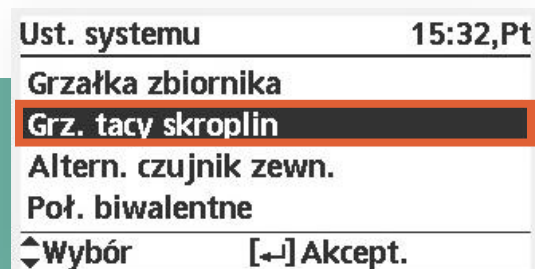 Ust. systemu 15:32,Pt
Grzałka zbiornika
Grz. tacy skroplin
Altern. czujnik zewn.
Poł. biwalentne
Wybór [↵] Akcept.